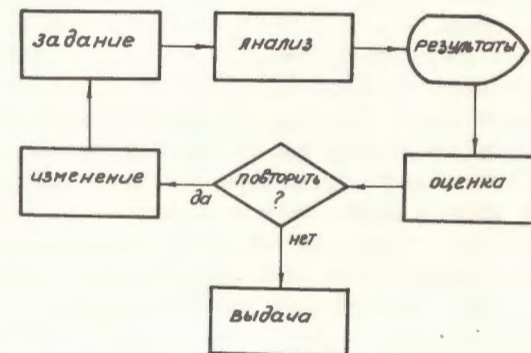 задание
анализ
результаты
изменение
повторить
?
оценка
да
нет
выдача